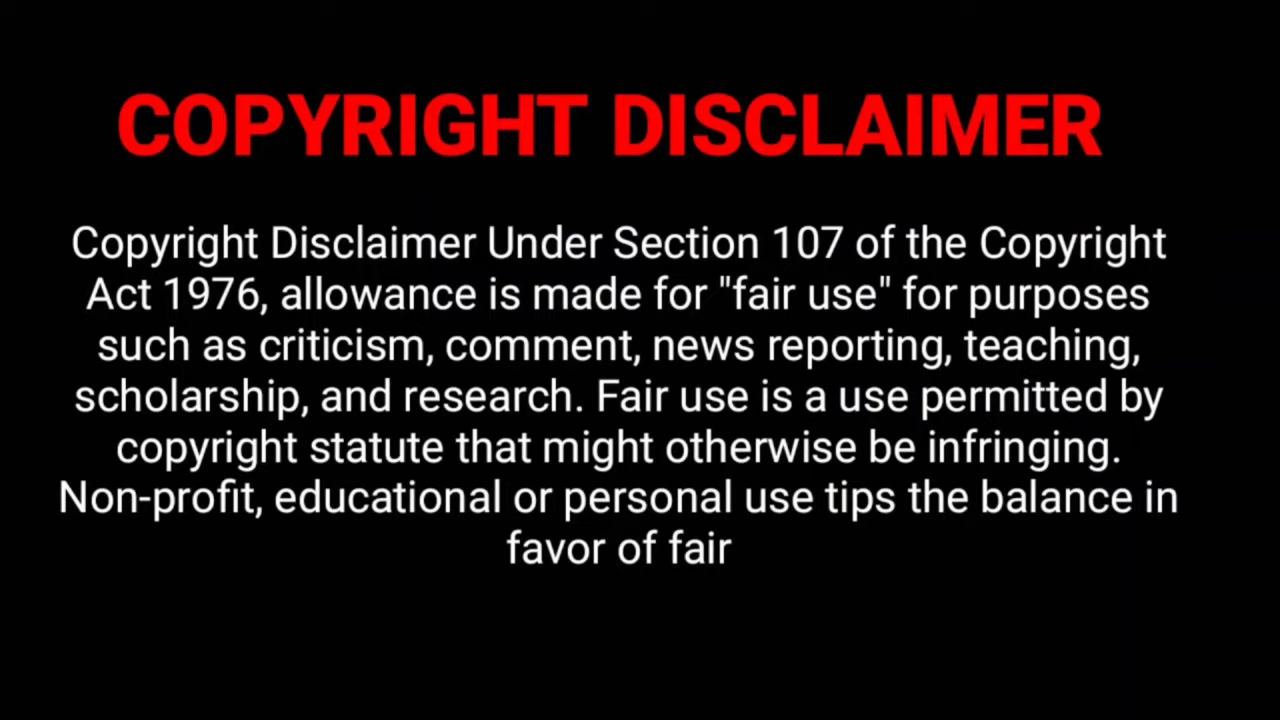 COPYRIGHT DISCLAIMER
Copyright Disclaimer Under Section 107 of the Copyright
Act 1976, allowance is made for "fair use" for purposes
such as criticism, comment, news reporting, teaching,
scholarship, and research. Fair use is a use permitted by
copyright statute that might otherwise be infringing.
Non-profit, educational or personal use tips the balance in
favor of fair